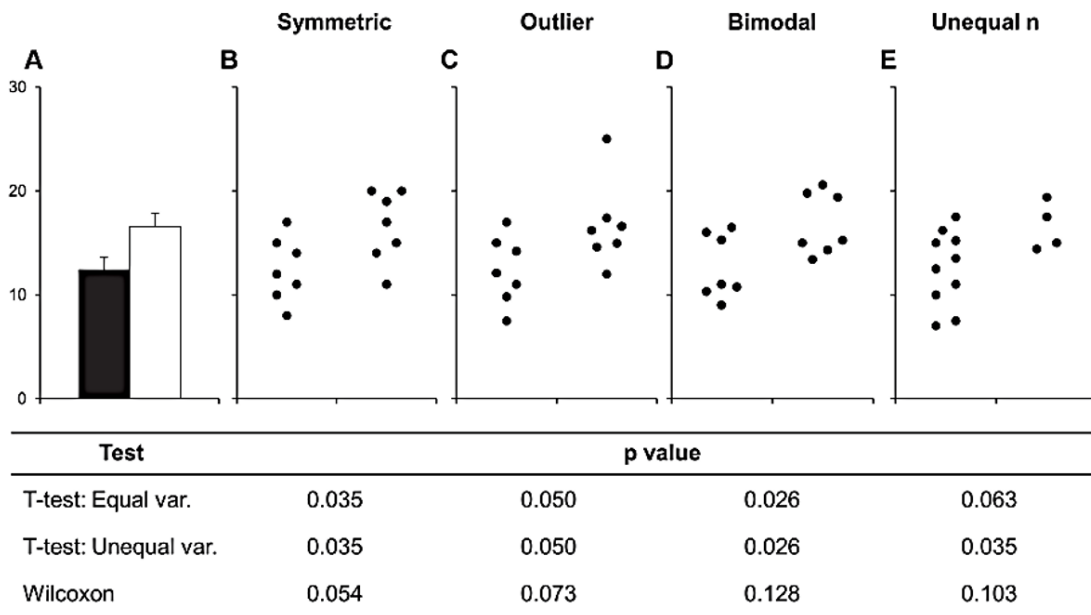 Symmetric Outlier Bimodal Unequal n
A B C D E
30
20
10
0
Test p value
T-test: Equal var. 0.035 0.050 0.026 0.063
T-test: Unequal var. 0.035 0.050 0.026 0.035
Wilcoxon 0.054 0.073 0.128 0.103